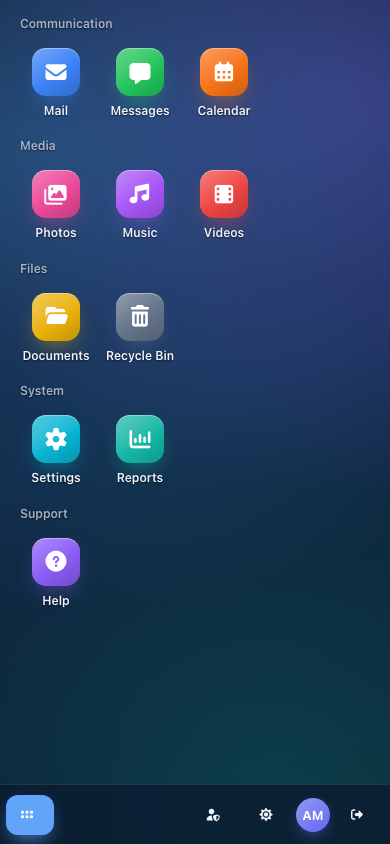 Communication
Mail Messages Calendar
Media
Photos Music Videos
Files
Documents Recycle Bin
System
Settings Reports
Support
Help
AM